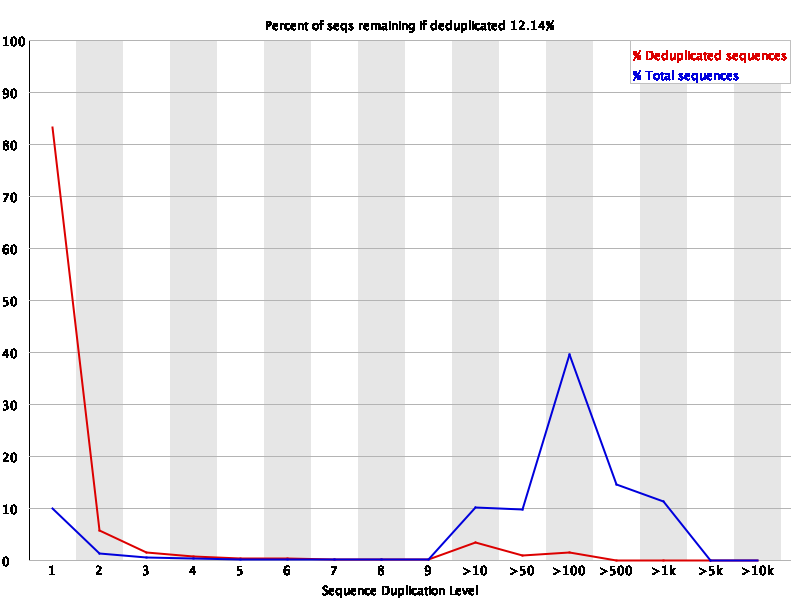 Percent of seqs remaining if deduplicated 12.14%
% Deduplicated sequences
% Total sequences
100
90
80
70
60
50
40
30
20
10
0
1 2 3 4 5 6 7 8 9 >10 >50 >100 >500 >1k >5k >10k
Sequence Duplication Level